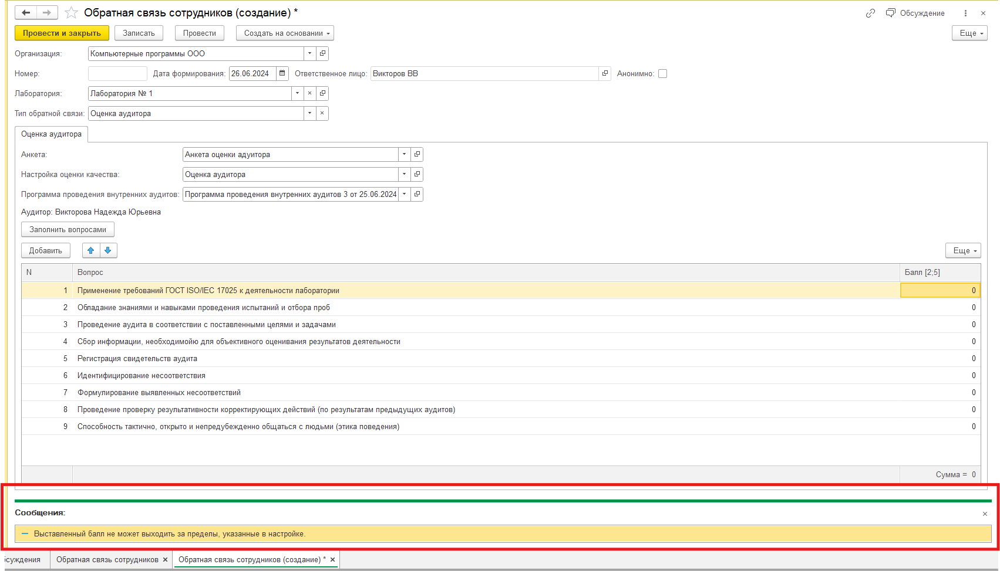 Обратная связь сотрудников (создание) *
Обсуждение
Провести и закрыть Записать Провести Создать на основании Еще
Организация: Компьютерные программы ООО
Номер: Дата формирования: 26.06.2024 Ответственное лицо: Викторов ВВ Анонимно:
Лаборатория: Лаборатория № 1
Тип обратной связи: Оценка аудитора
Оценка аудитора
Анкета: Анкета оценки адуитора
Настройка оценки качества: Оценка аудитора
Программа проведения внутренних аудитов: Программа проведения внутренних аудитов 3 от 25.06.2024
Аудитор: Викторова Надежда Юрьевна
Заполнить вопросами
Добавить Еще
N Вопрос Балл [2;5]
1 Применение требований ГОСТ ISO/IEC 17025 к деятельности лаборатории 0
2 Обладание знаниями и навыками проведения испытаний и отбора проб 0
3 Проведение аудита в соответствии с поставленными целями и задачами 0
4 Сбор информации, необходимойю для объективного оценивания результатов деятельности 0
5 Регистрация свидетельств аудита 0
6 Идентифицирование несоответствия 0
7 Формулирование выявленных несоответствий 0
8 Проведение проверку результативности корректирующих действий (по результатам предыдущих аудитов) 0
9 Способность тактично, открыто и непредубежденно общаться с людьми (этика поведения) 0
Сумма = 0
Сообщения:
Выставленный балл не может выходить за пределы, указанные в настройке.
бсуждения Обратная связь сотрудников Обратная связь сотрудников (создание) *